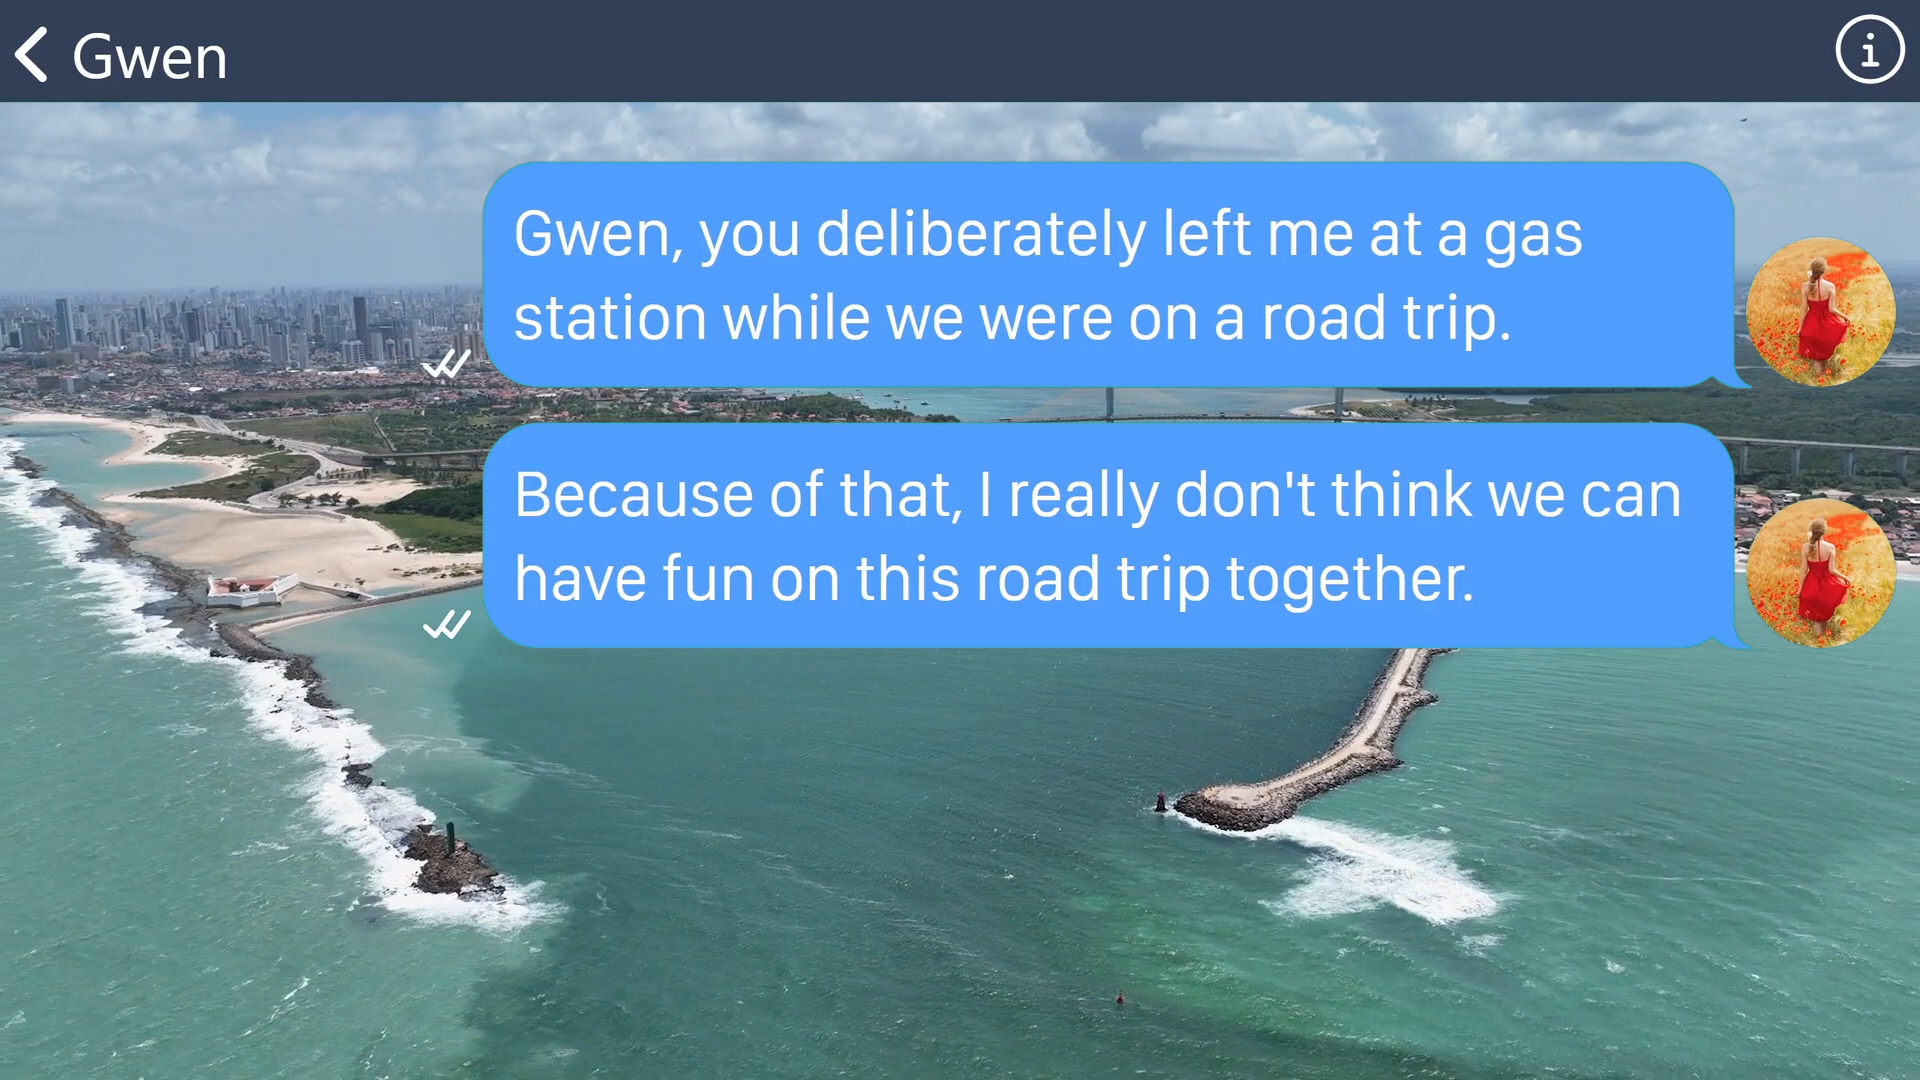 Gwen
Gwen, you deliberately left me at a gas
station while we were on a road trip.
Because of that, I really don't think we can
have fun on this road trip together.